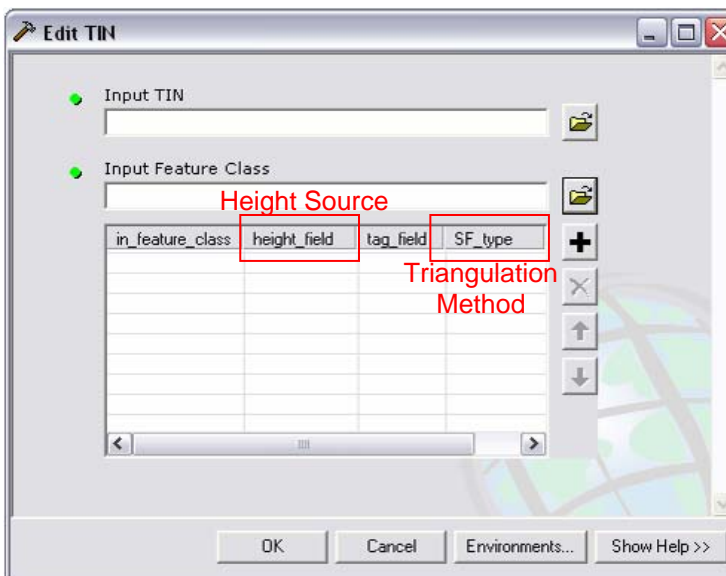 Edit TIN
Input TIN
Input Feature Class
Height Source
in_feature_class height_field tag_field SF_type
Triangulation
Method
OK Cancel Environments... Show Help >>